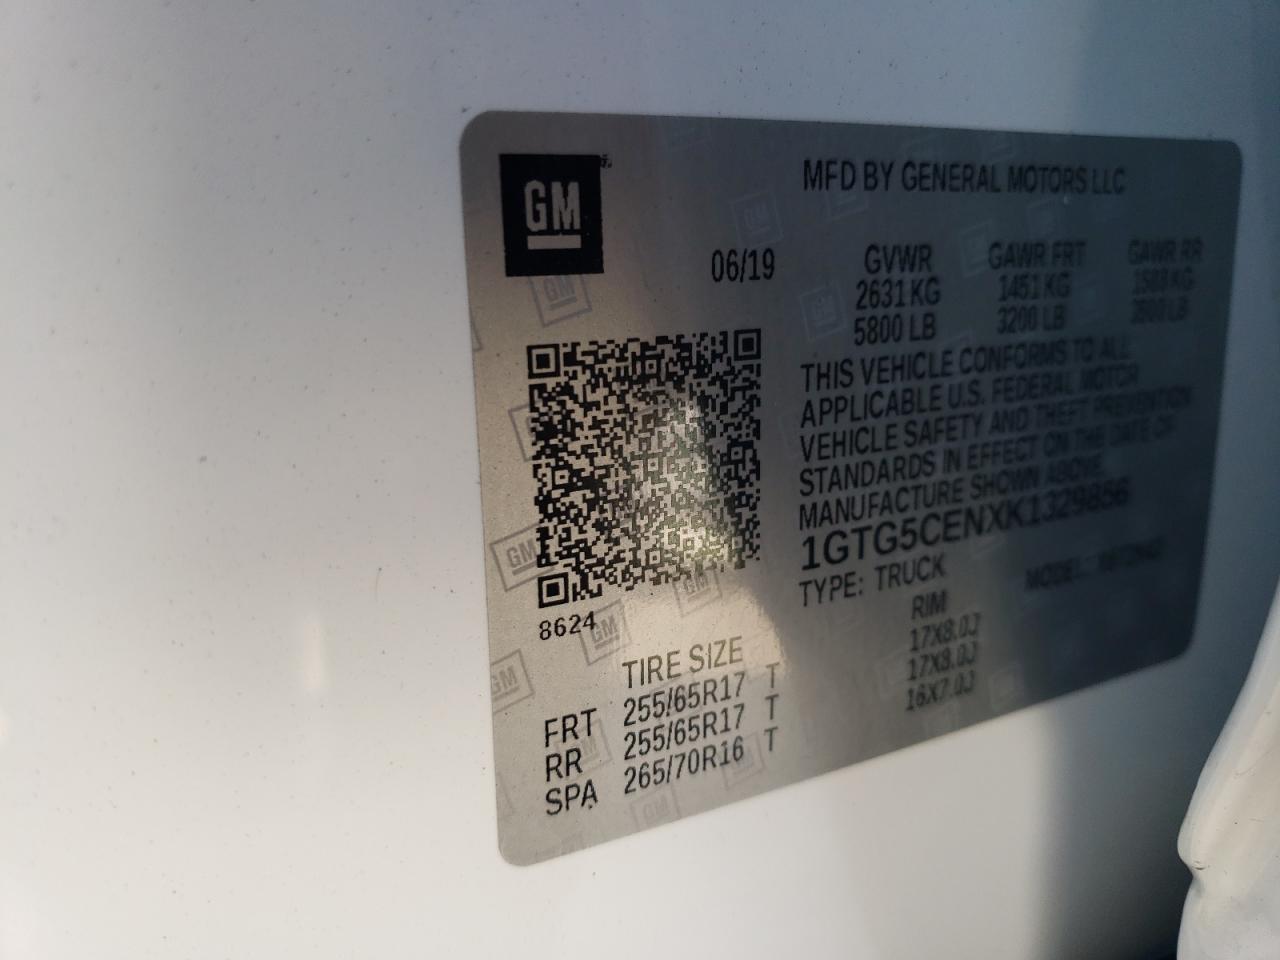 GM
MFD BY GENERAL MOTORS LLC
06/19
GVWR GAWR FRT GAWR RR
2631 KG 1451 KG 1588 KG
5800 LB 3200 LB
THIS VEHICLE CONFORMS TO ALL
APPLICABLE U.S. FEDERAL MOTOR
VEHICLE SAFETY AND THEFT PREVENTION
STANDARDS IN EFFECT ON THE DATE OF
MANUFACTURE SHOWN ABOVE.
1GTG5CENXK1329856
TYPE: TRUCK MODEL:
8624
TIRE SIZE RIM
FRT 255/65R17 T 17X8.0J
RR 255/65R17 T 17X8.0J
SPA 265/70R16 T 16X7.0J